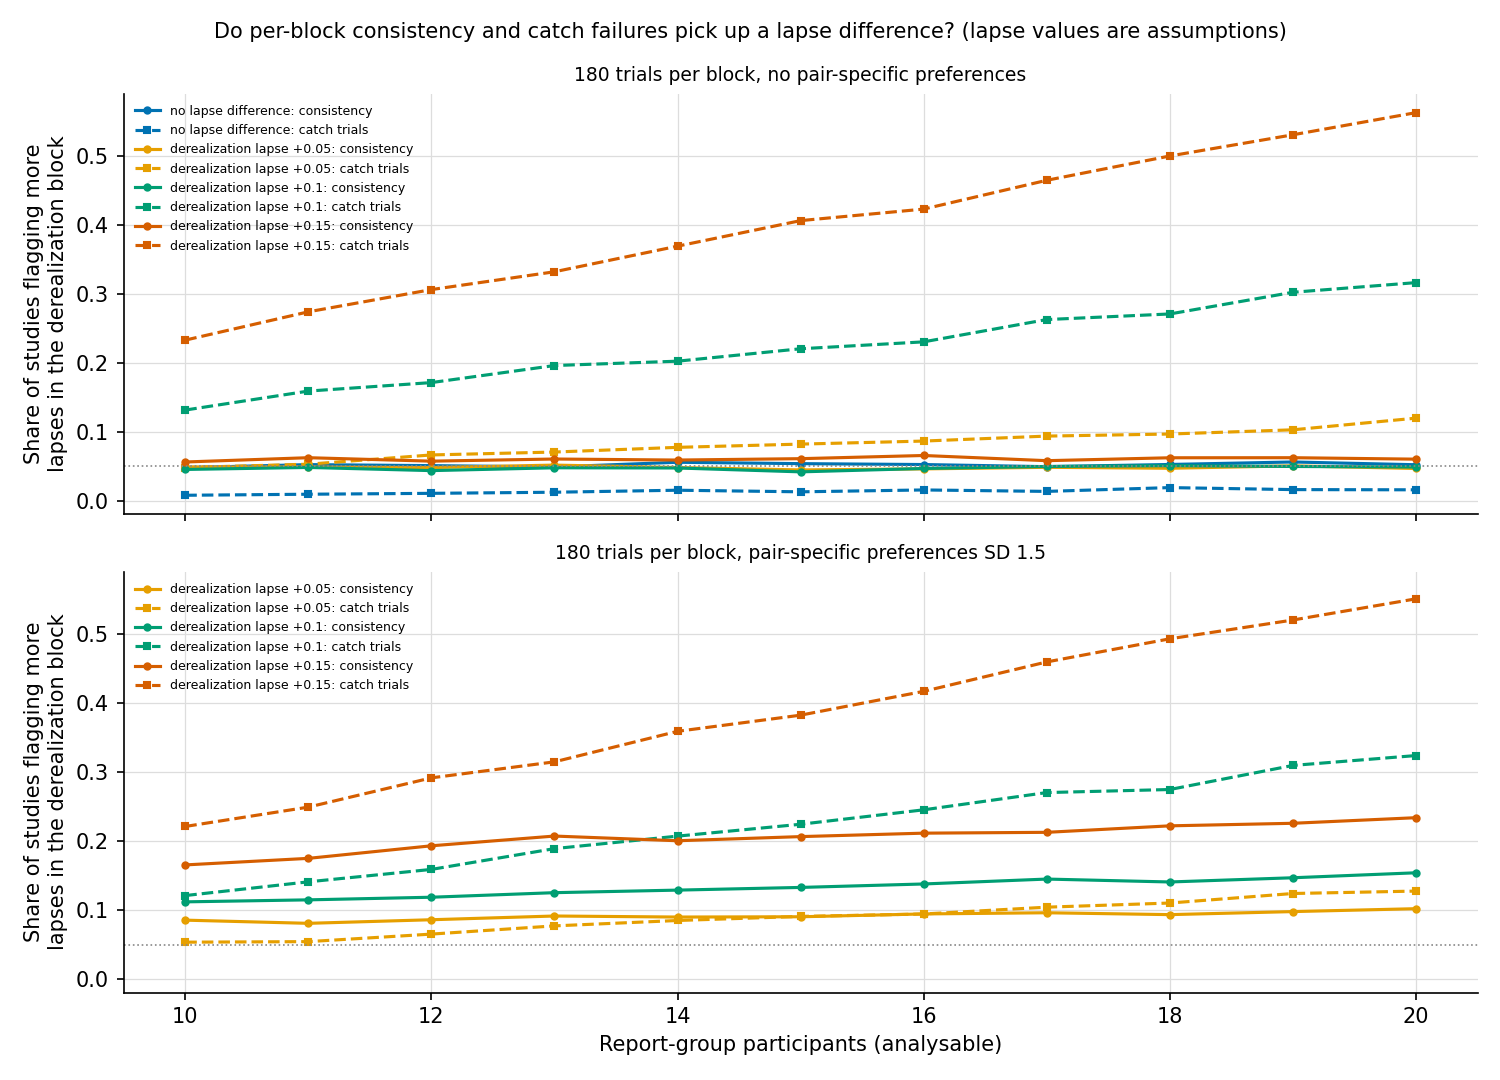 Do per-block consistency and catch failures pick up a lapse difference? (lapse values are assumptions)
180 trials per block, no pair-specific preferences
Share of studies flagging more
lapses in the derealization block
0.5
0.4
0.3
0.2
0.1
0.0
no lapse difference: consistency
no lapse difference: catch trials
derealization lapse +0.05: consistency
derealization lapse +0.05: catch trials
derealization lapse +0.1: consistency
derealization lapse +0.1: catch trials
derealization lapse +0.15: consistency
derealization lapse +0.15: catch trials
180 trials per block, pair-specific preferences SD 1.5
Share of studies flagging more
lapses in the derealization block
0.5
0.4
0.3
0.2
0.1
0.0
derealization lapse +0.05: consistency
derealization lapse +0.05: catch trials
derealization lapse +0.1: consistency
derealization lapse +0.1: catch trials
derealization lapse +0.15: consistency
derealization lapse +0.15: catch trials
10 12 14 16 18 20
Report-group participants (analysable)